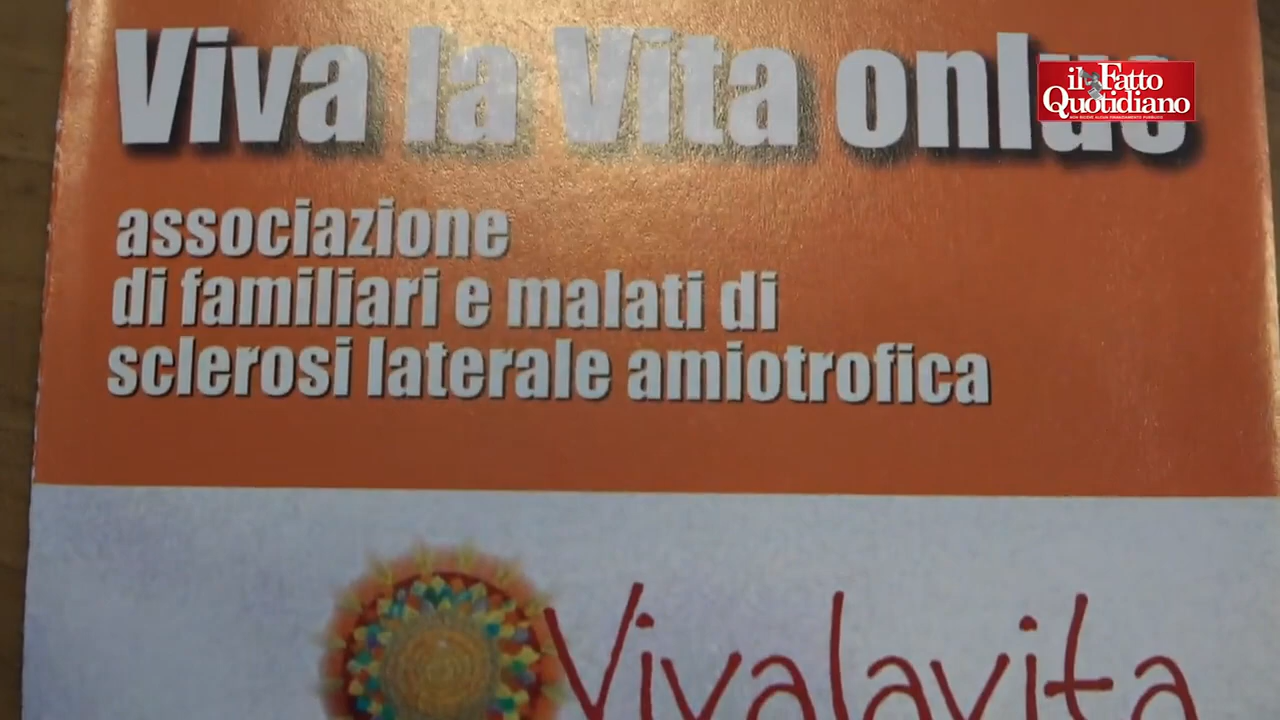 Viva la Vita onlus
il Fatto
Quotidiano
associazione
di familiari e malati di
sclerosi laterale amiotrofica
Vivalavita